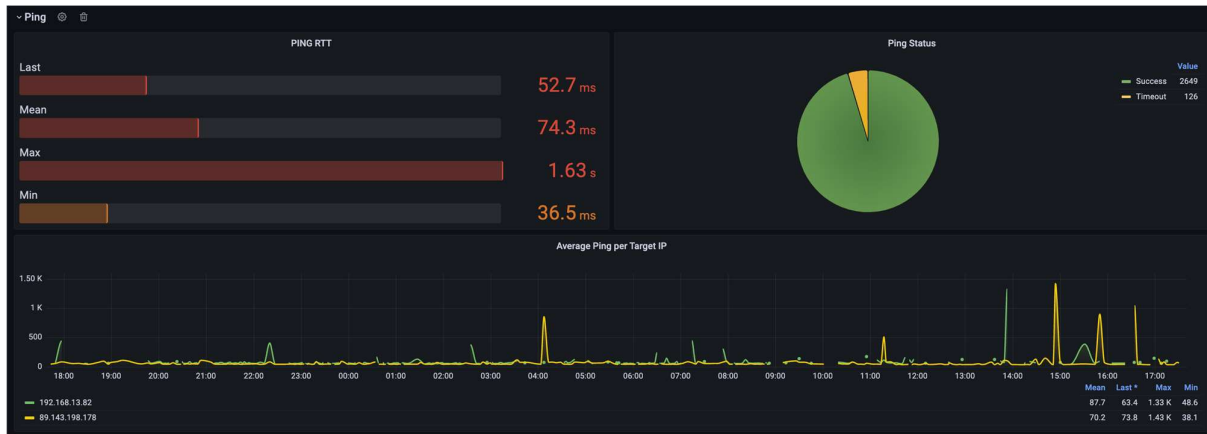 Ping
PING RTT
Last
52.7 ms
Mean
74.3 ms
Max
1.63 s
Min
36.5 ms
Ping Status
Value
Success 2649
Timeout 126
Average Ping per Target IP
1.50 K
1 K
500
0
18:00 19:00 20:00 21:00 22:00 23:00 00:00 01:00 02:00 03:00 04:00 05:00 06:00 07:00 08:00 09:00 10:00 11:00 12:00 13:00 14:00 15:00 16:00 17:00
Mean Last * Max Min
192.168.13.82 87.7 63.4 1.33 K 48.6
89.143.198.178 70.2 73.8 1.43 K 38.1